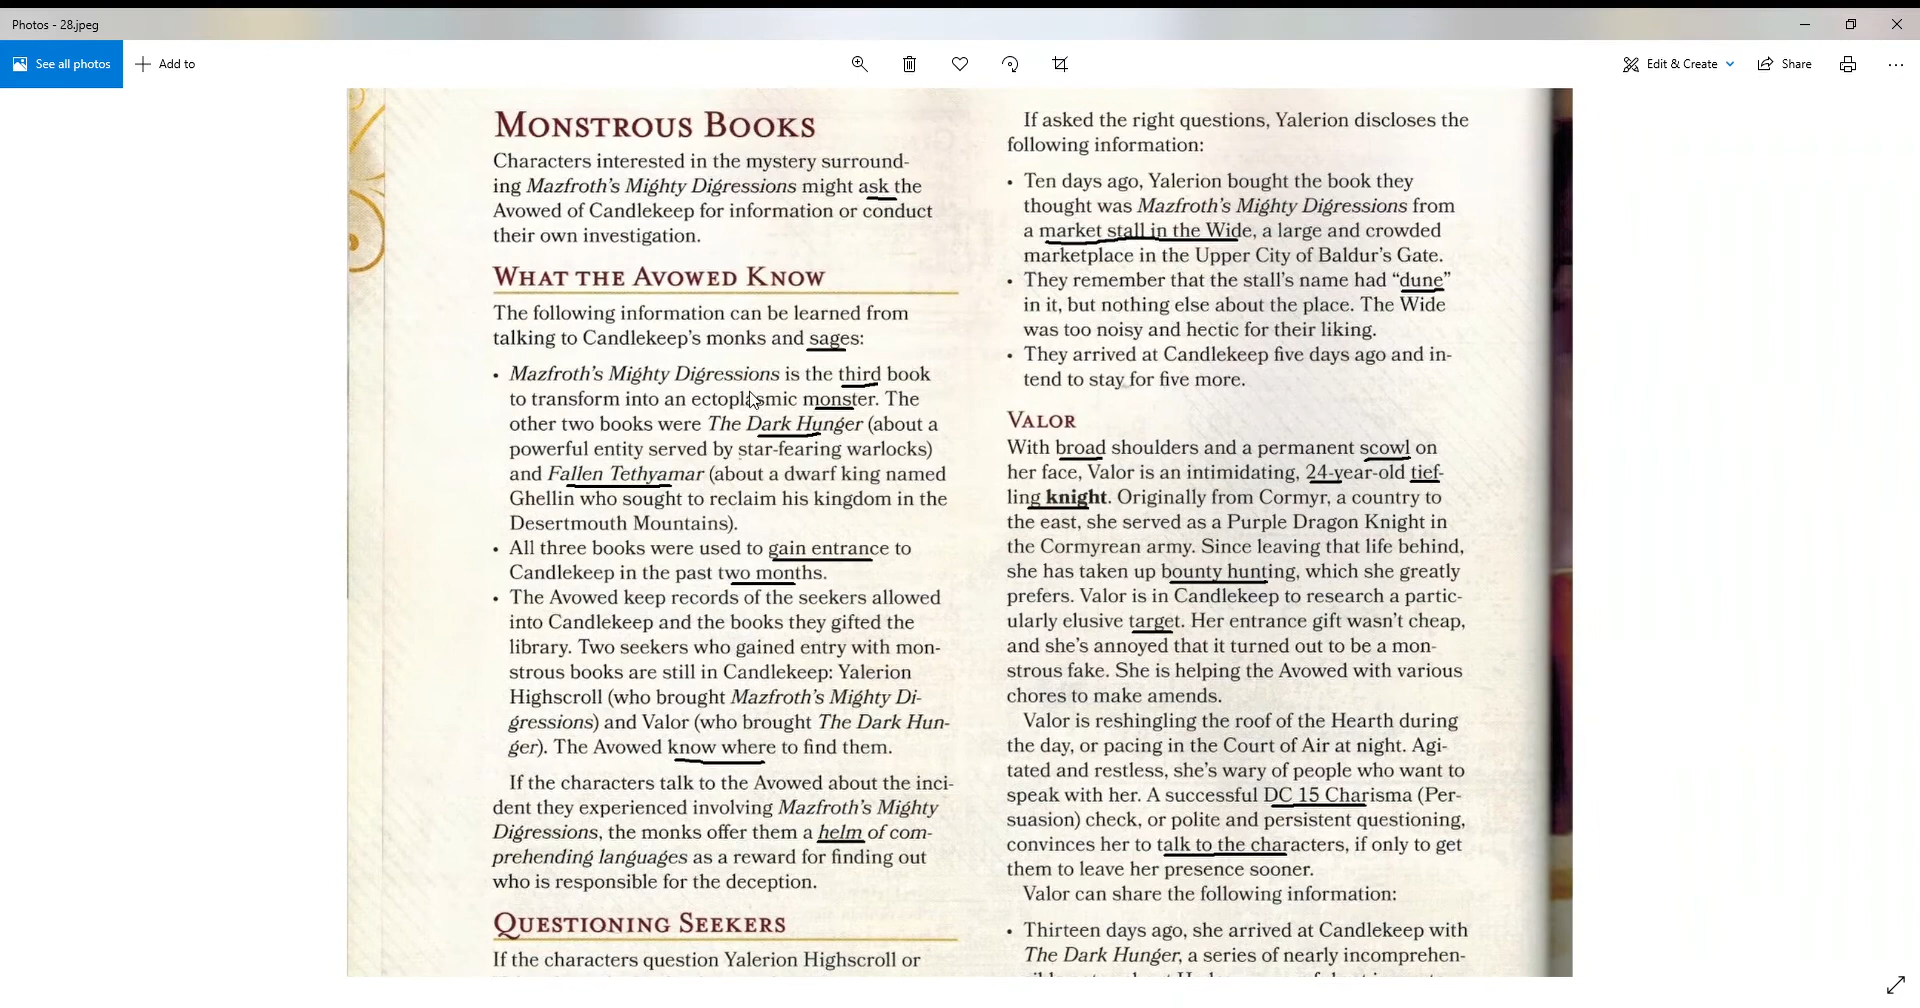 Photos - 28.jpeg
See all photos
Add to
Edit & Create
Share
MONSTROUS BOOKS
Characters interested in the mystery surround-
ing Mazfroth's Mighty Digressions might ask the
Avowed of Candlekeep for information or conduct
their own investigation.
WHAT THE AVOWED KNOW
The following information can be learned from
talking to Candlekeep's monks and sages:
• Mazfroth's Mighty Digressions is the third book
to transform into an ectoplasmic monster. The
other two books were The Dark Hunger (about a
powerful entity served by star-fearing warlocks)
and Fallen Tethyamar (about a dwarf king named
Ghellin who sought to reclaim his kingdom in the
Desertmouth Mountains).
• All three books were used to gain entrance to
Candlekeep in the past two months.
• The Avowed keep records of the seekers allowed
into Candlekeep and the books they gifted the
library. Two seekers who gained entry with mon-
strous books are still in Candlekeep: Yalerion
Highscroll (who brought Mazfroth's Mighty Di-
gressions) and Valor (who brought The Dark Hun-
ger). The Avowed know where to find them.
If the characters talk to the Avowed about the inci-
dent they experienced involving Mazfroth's Mighty
Digressions, the monks offer them a helm of com-
prehending languages as a reward for finding out
who is responsible for the deception.
QUESTIONING SEEKERS
If the characters question Yalerion Highscroll or
If asked the right questions, Yalerion discloses the
following information:
• Ten days ago, Yalerion bought the book they
thought was Mazfroth's Mighty Digressions from
a market stall in the Wide, a large and crowded
marketplace in the Upper City of Baldur's Gate.
• They remember that the stall's name had “dune”
in it, but nothing else about the place. The Wide
was too noisy and hectic for their liking.
• They arrived at Candlekeep five days ago and in-
tend to stay for five more.
VALOR
With broad shoulders and a permanent scowl on
her face, Valor is an intimidating, 24-year-old tief-
ling knight. Originally from Cormyr, a country to
the east, she served as a Purple Dragon Knight in
the Cormyrean army. Since leaving that life behind,
she has taken up bounty hunting, which she greatly
prefers. Valor is in Candlekeep to research a partic-
ularly elusive target. Her entrance gift wasn't cheap,
and she's annoyed that it turned out to be a mon-
strous fake. She is helping the Avowed with various
chores to make amends.
Valor is reshingling the roof of the Hearth during
the day, or pacing in the Court of Air at night. Agi-
tated and restless, she's wary of people who want to
speak with her. A successful DC 15 Charisma (Per-
suasion) check, or polite and persistent questioning,
convinces her to talk to the characters, if only to get
them to leave her presence sooner.
Valor can share the following information:
• Thirteen days ago, she arrived at Candlekeep with
The Dark Hunger, a series of nearly incomprehen-